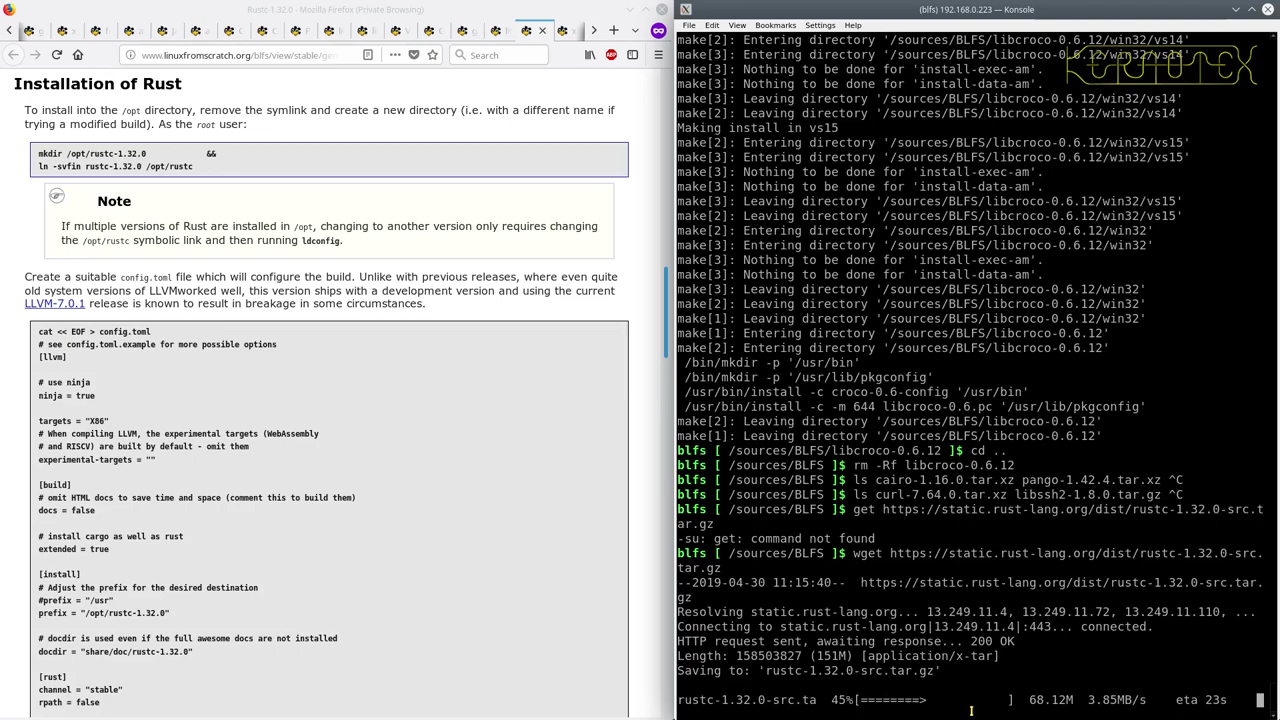 Rustc-1.32.0 - Mozilla Firefox (Private Browsing)
www.linuxfromscratch.org/blfs/view/stable/ge
Search
Installation of Rust
To install into the /opt directory, remove the symlink and create a new directory (i.e. with a different name if
trying a modified build). As the root user:
mkdir /opt/rustc-1.32.0 &&
ln -svfin rustc-1.32.0 /opt/rustc
Note
If multiple versions of Rust are installed in /opt, changing to another version only requires changing
the /opt/rustc symbolic link and then running ldconfig.
Create a suitable config.toml file which will configure the build. Unlike with previous releases, where even quite
old system versions of LLVMworked well, this version ships with a development version and using the current
LLVM-7.0.1 release is known to result in breakage in some circumstances.
cat << EOF > config.toml
# see config.toml.example for more possible options
[llvm]
# use ninja
ninja = true
targets = "X86"
# When compiling LLVM, the experimental targets (WebAssembly
# and RISCV) are built by default - omit them
experimental-targets = ""
[build]
# omit HTML docs to save time and space (comment this to build them)
docs = false
# install cargo as well as rust
extended = true
[install]
# Adjust the prefix for the desired destination
#prefix = "/usr"
prefix = "/opt/rustc-1.32.0"
# docdir is used even if the full awesome docs are not installed
docdir = "share/doc/rustc-1.32.0"
[rust]
channel = "stable"
rpath = false
(blfs) 192.168.0.223 — Konsole
File Edit View Bookmarks Settings Help
make[2]: Entering directory '/sources/BLFS/libcroco-0.6.12/win32/vs14'
make[3]: Entering directory '/sources/BLFS/libcroco-0.6.12/win32/vs14'
make[3]: Nothing to be done for 'install-exec-am'.
make[3]: Nothing to be done for 'install-data-am'.
make[3]: Leaving directory '/sources/BLFS/libcroco-0.6.12/win32/vs14'
make[2]: Leaving directory '/sources/BLFS/libcroco-0.6.12/win32/vs14'
Making install in vs15
make[2]: Entering directory '/sources/BLFS/libcroco-0.6.12/win32/vs15'
make[3]: Entering directory '/sources/BLFS/libcroco-0.6.12/win32/vs15'
make[3]: Nothing to be done for 'install-exec-am'.
make[3]: Nothing to be done for 'install-data-am'.
make[3]: Leaving directory '/sources/BLFS/libcroco-0.6.12/win32/vs15'
make[2]: Leaving directory '/sources/BLFS/libcroco-0.6.12/win32/vs15'
make[2]: Entering directory '/sources/BLFS/libcroco-0.6.12/win32'
make[3]: Entering directory '/sources/BLFS/libcroco-0.6.12/win32'
make[3]: Nothing to be done for 'install-exec-am'.
make[3]: Nothing to be done for 'install-data-am'.
make[3]: Leaving directory '/sources/BLFS/libcroco-0.6.12/win32'
make[2]: Leaving directory '/sources/BLFS/libcroco-0.6.12/win32'
make[1]: Leaving directory '/sources/BLFS/libcroco-0.6.12/win32'
make[1]: Entering directory '/sources/BLFS/libcroco-0.6.12'
make[2]: Entering directory '/sources/BLFS/libcroco-0.6.12'
/bin/mkdir -p '/usr/bin'
/bin/mkdir -p '/usr/lib/pkgconfig'
/usr/bin/install -c croco-0.6-config '/usr/bin'
/usr/bin/install -c -m 644 libcroco-0.6.pc '/usr/lib/pkgconfig'
make[2]: Leaving directory '/sources/BLFS/libcroco-0.6.12'
make[1]: Leaving directory '/sources/BLFS/libcroco-0.6.12'
blfs [ /sources/BLFS/libcroco-0.6.12 ]$ cd ..
blfs [ /sources/BLFS ]$ rm -Rf libcroco-0.6.12
blfs [ /sources/BLFS ]$ ls cairo-1.16.0.tar.xz pango-1.42.4.tar.xz ^C
blfs [ /sources/BLFS ]$ ls curl-7.64.0.tar.xz libssh2-1.8.0.tar.gz ^C
blfs [ /sources/BLFS ]$ get https://static.rust-lang.org/dist/rustc-1.32.0-src.t
ar.gz
-su: get: command not found
blfs [ /sources/BLFS ]$ wget https://static.rust-lang.org/dist/rustc-1.32.0-src.
tar.gz
--2019-04-30 11:15:40-- https://static.rust-lang.org/dist/rustc-1.32.0-src.tar.
gz
Resolving static.rust-lang.org... 13.249.11.4, 13.249.11.72, 13.249.11.110, ...
Connecting to static.rust-lang.org|13.249.11.4|:443... connected.
HTTP request sent, awaiting response... 200 OK
Length: 158503827 (151M) [application/x-tar]
Saving to: 'rustc-1.32.0-src.tar.gz'
rustc-1.32.0-src.ta 45%[========> ] 68.12M 3.85MB/s eta 23s